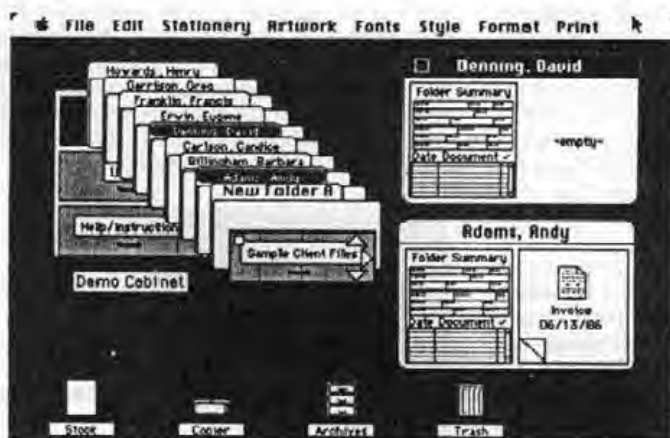 File Edit Stationery Artwork Fonts Style Format Print
Howards, Henry
Garrison, Greg
Franklin, Francis
Erwin, Eugene
Denning, David
Carlson, Candice
Billingham, Barbara
Adams, Andy
New Folder A
Help/Instruction
Sample Client Files
Demo Cabinet
Denning, David
Folder Summary
Date Document ✓
-empty-
Adams, Andy
Folder Summary
Date Document ✓
Invoice
06/13/86
Stock
Copier
Archives
Trash